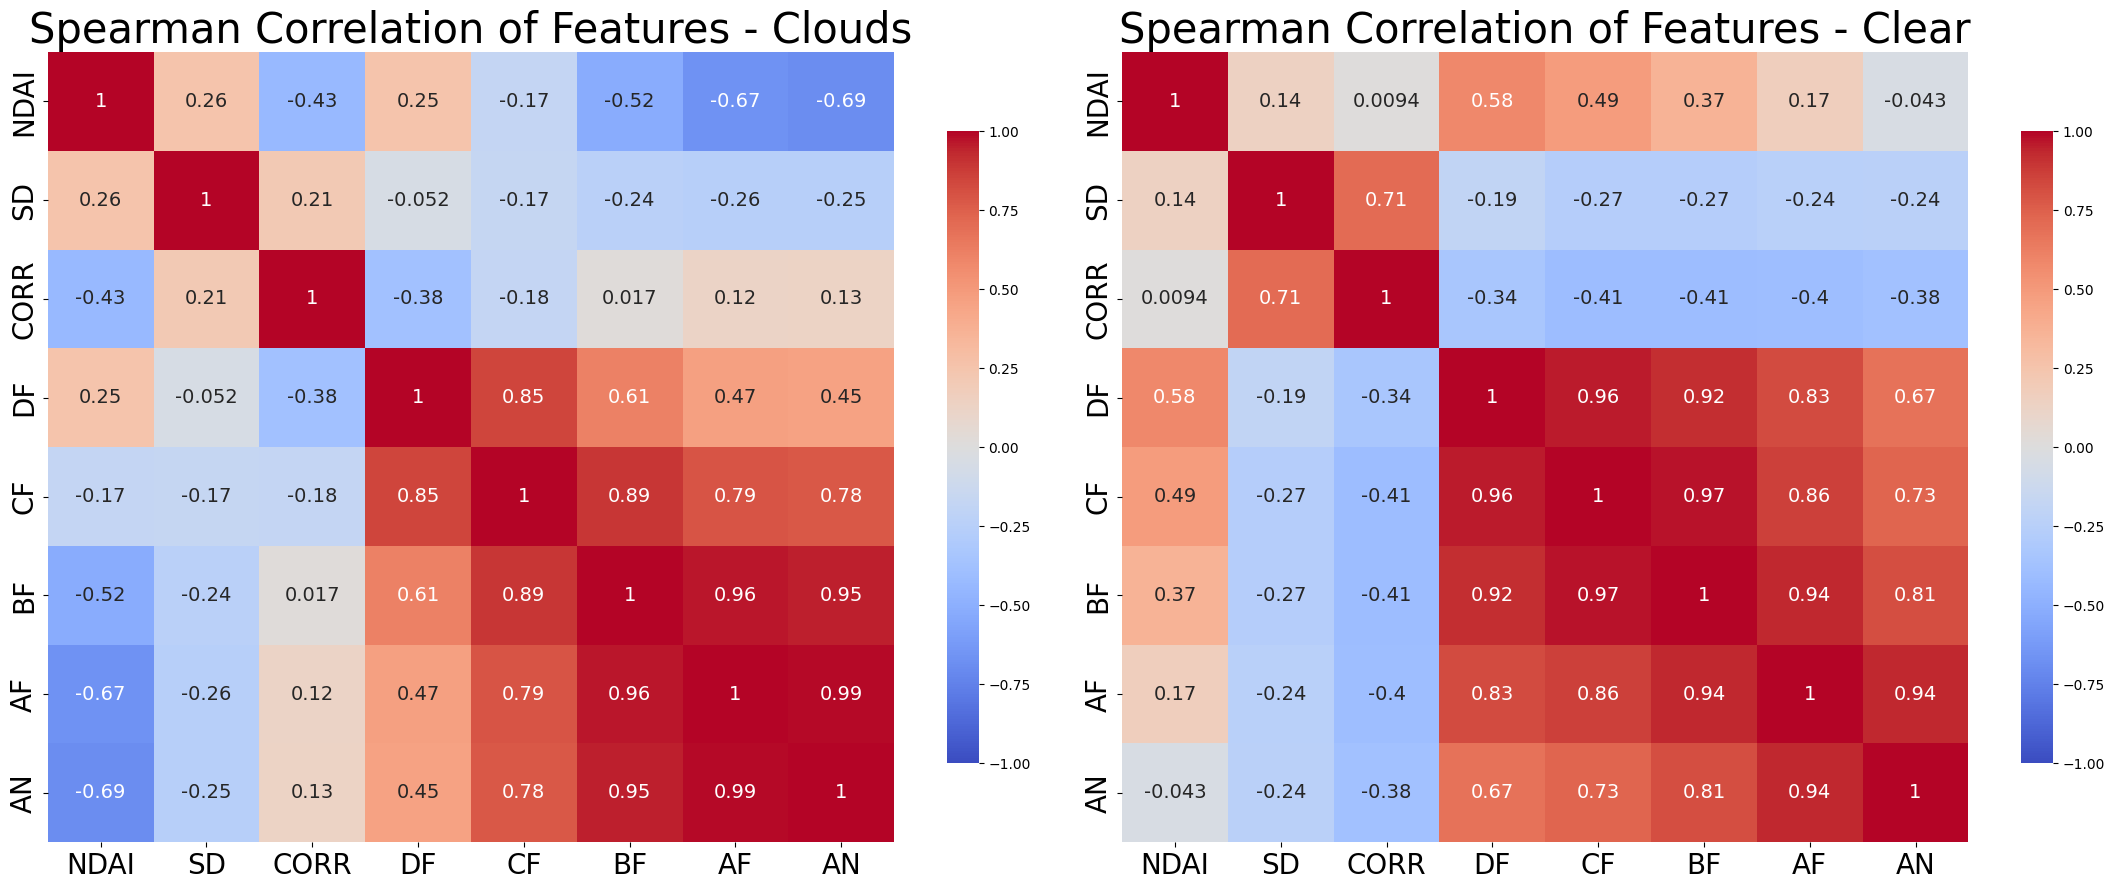 Spearman Correlation of Features - Clouds
NDAI 1 0.26 -0.43 0.25 -0.17 -0.52 -0.67 -0.69
SD 0.26 1 0.21 -0.052 -0.17 -0.24 -0.26 -0.25
CORR -0.43 0.21 1 -0.38 -0.18 0.017 0.12 0.13
DF 0.25 -0.052 -0.38 1 0.85 0.61 0.47 0.45
CF -0.17 -0.17 -0.18 0.85 1 0.89 0.79 0.78
BF -0.52 -0.24 0.017 0.61 0.89 1 0.96 0.95
AF -0.67 -0.26 0.12 0.47 0.79 0.96 1 0.99
AN -0.69 -0.25 0.13 0.45 0.78 0.95 0.99 1
NDAI SD CORR DF CF BF AF AN
1.00
0.75
0.50
0.25
0.00
−0.25
−0.50
−0.75
−1.00
Spearman Correlation of Features - Clear
NDAI 1 0.14 0.0094 0.58 0.49 0.37 0.17 -0.043
SD 0.14 1 0.71 -0.19 -0.27 -0.27 -0.24 -0.24
CORR 0.0094 0.71 1 -0.34 -0.41 -0.41 -0.4 -0.38
DF 0.58 -0.19 -0.34 1 0.96 0.92 0.83 0.67
CF 0.49 -0.27 -0.41 0.96 1 0.97 0.86 0.73
BF 0.37 -0.27 -0.41 0.92 0.97 1 0.94 0.81
AF 0.17 -0.24 -0.4 0.83 0.86 0.94 1 0.94
AN -0.043 -0.24 -0.38 0.67 0.73 0.81 0.94 1
NDAI SD CORR DF CF BF AF AN
1.00
0.75
0.50
0.25
0.00
−0.25
−0.50
−0.75
−1.00